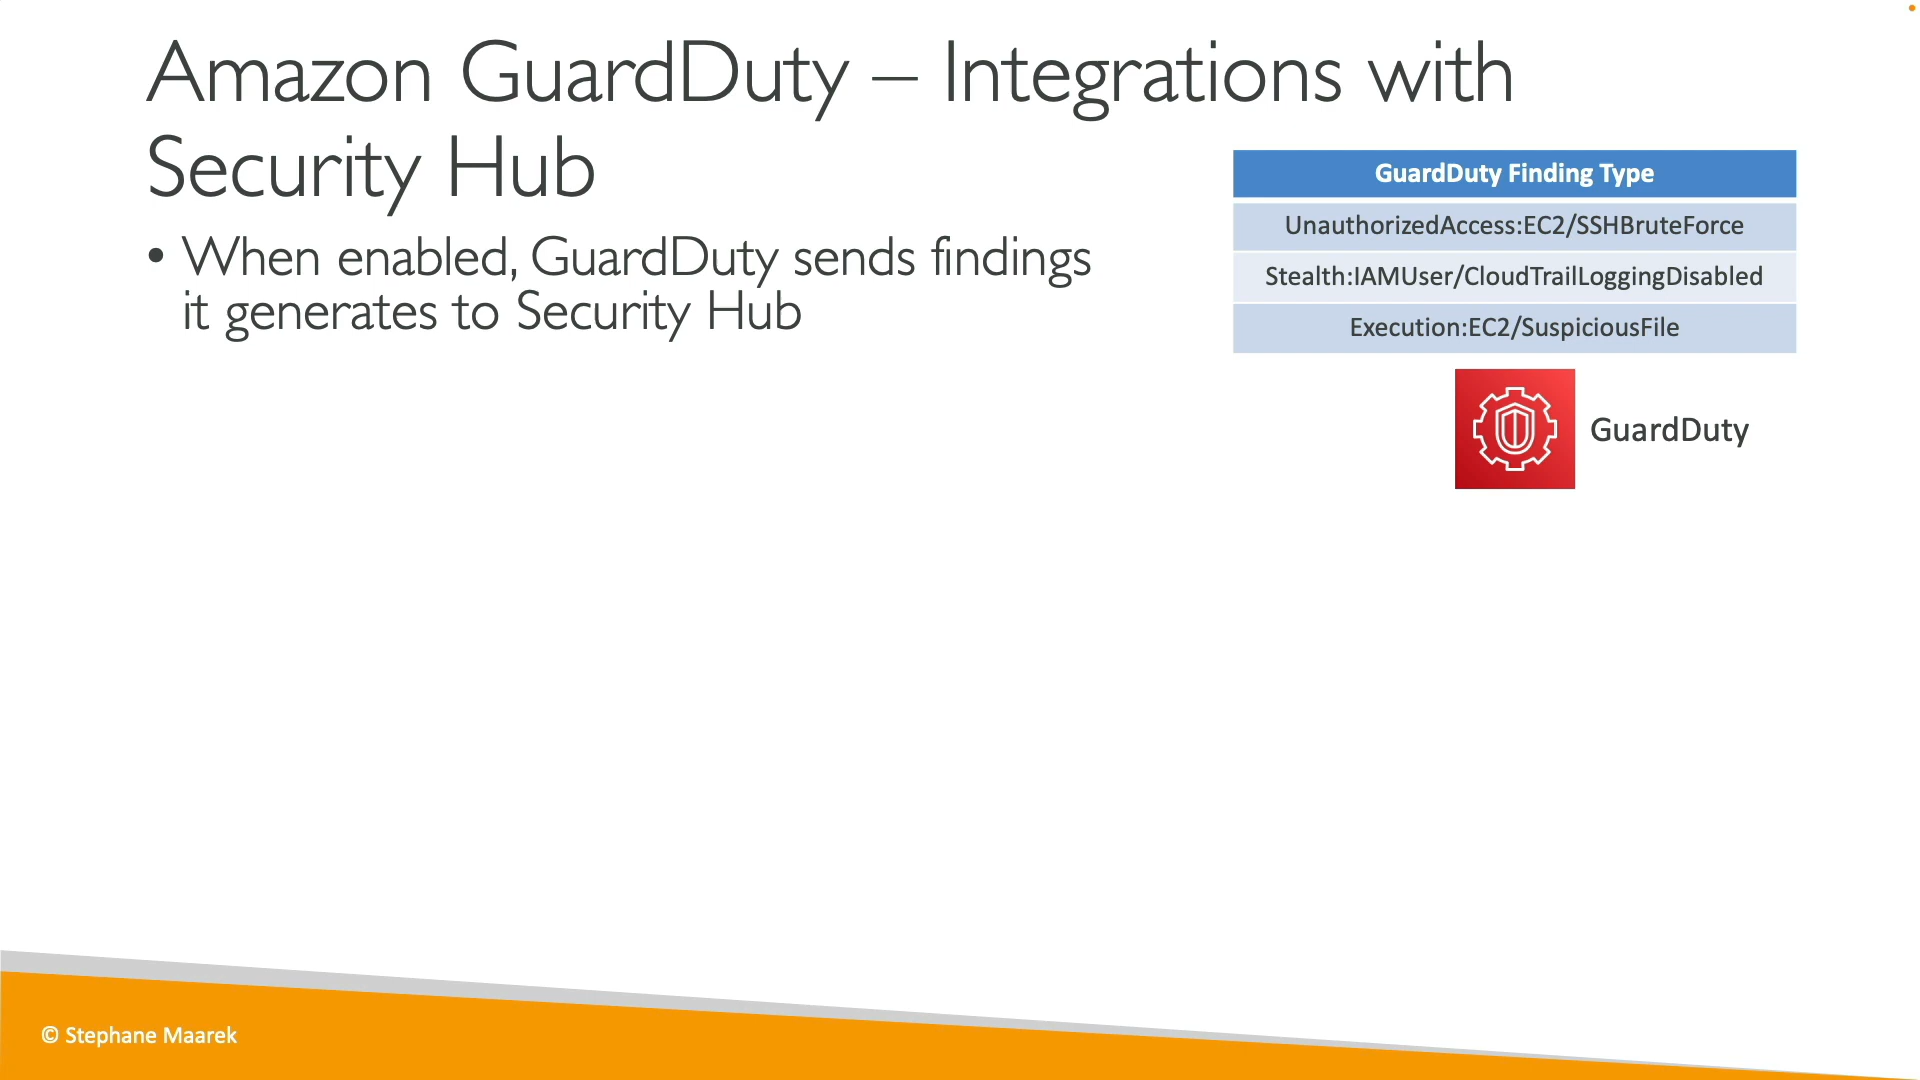 Amazon GuardDuty – Integrations with
Security Hub
• When enabled, GuardDuty sends findings
it generates to Security Hub
GuardDuty Finding Type
UnauthorizedAccess:EC2/SSHBruteForce
Stealth:IAMUser/CloudTrailLoggingDisabled
Execution:EC2/SuspiciousFile
GuardDuty
© Stephane Maarek